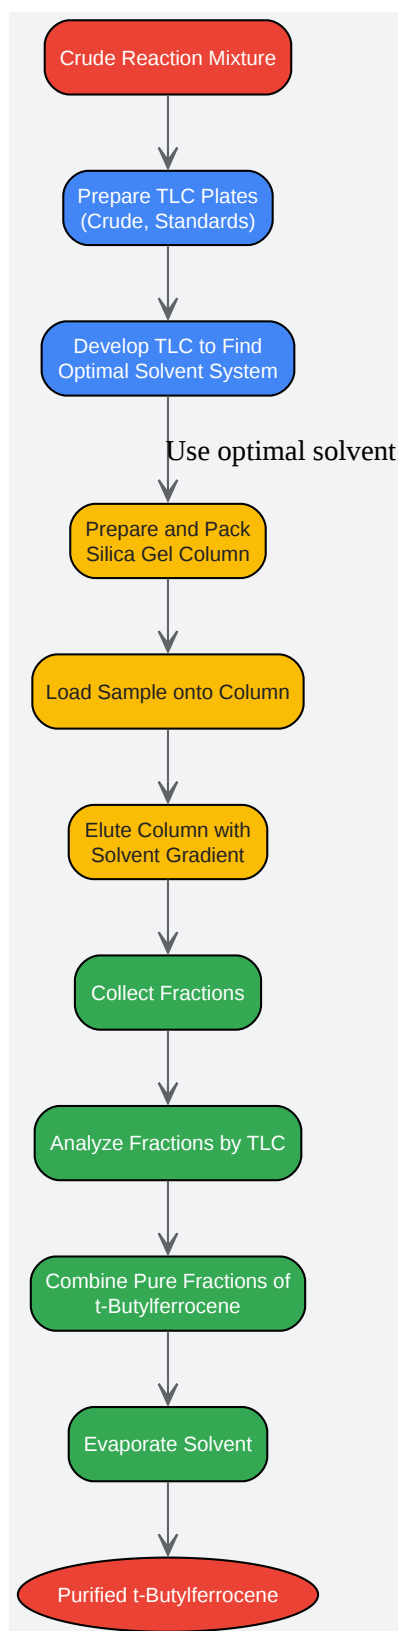 Crude Reaction Mixture
Prepare TLC Plates
(Crude, Standards)
Develop TLC to Find
Optimal Solvent System
Use optimal solvent
Prepare and Pack
Silica Gel Column
Load Sample onto Column
Elute Column with
Solvent Gradient
Collect Fractions
Analyze Fractions by TLC
Combine Pure Fractions of
t-Butylferrocene
Evaporate Solvent
Purified t-Butylferrocene